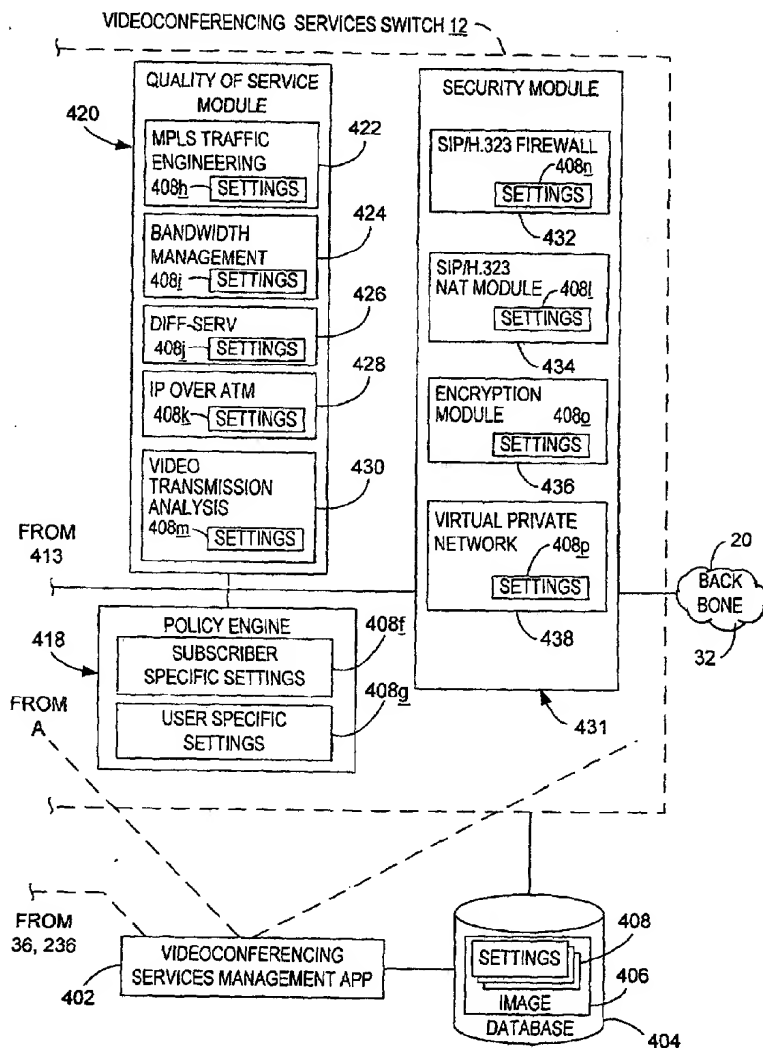 VIDEOCONFERENCING SERVICES SWITCH 12
QUALITY OF SERVICE
MODULE
420
MPLS TRAFFIC
ENGINEERING
408h
SETTINGS
422
BANDWIDTH
MANAGEMENT
408i
SETTINGS
424
DIFF-SERV
408j
SETTINGS
426
IP OVER ATM
408k
SETTINGS
428
VIDEO
TRANSMISSION
ANALYSIS
408m
SETTINGS
430
SECURITY MODULE
SIP/H.323 FIREWALL
408n
SETTINGS
432
SIP/H.323
NAT MODULE
408l
SETTINGS
434
ENCRYPTION
MODULE
408o
SETTINGS
436
VIRTUAL PRIVATE
NETWORK
408p
SETTINGS
438
431
20
BACK
BONE
32
FROM
413
POLICY ENGINE
418
SUBSCRIBER
SPECIFIC SETTINGS
408f
USER SPECIFIC
SETTINGS
408g
FROM
A
FROM
36, 236
VIDEOCONFERENCING
SERVICES MANAGEMENT APP
402
SETTINGS
408
IMAGE
406
DATABASE
404